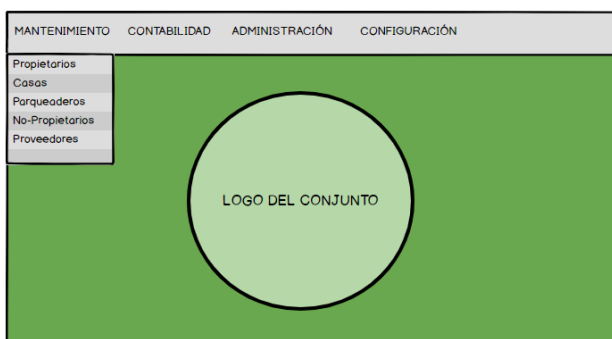 MANTENIMIENTO CONTABILIDAD ADMINISTRACIÓN CONFIGURACIÓN
Propietarios
Casas
Parqueaderos
No-Propietarios
Proveedores
LOGO DEL CONJUNTO